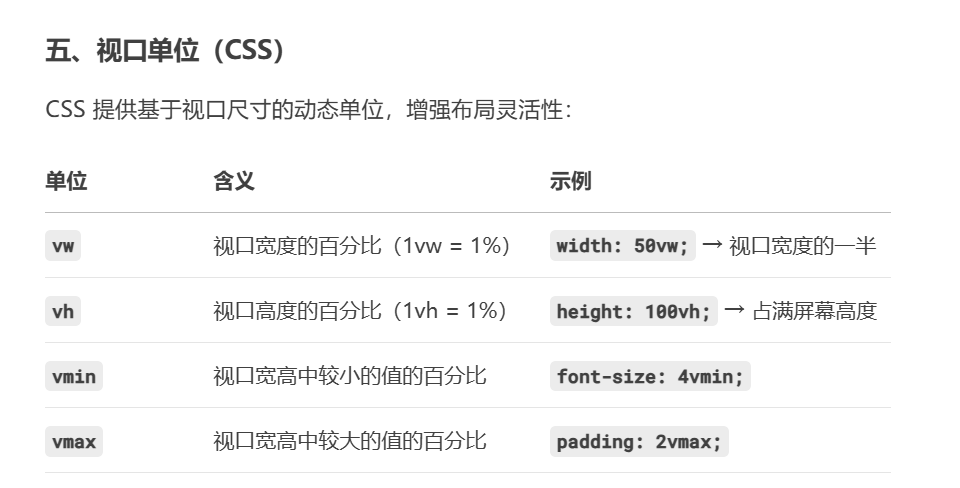 五、视口单位（CSS）
CSS 提供基于视口尺寸的动态单位，增强布局灵活性：
单位 含义 示例
vw 视口宽度的百分比（1vw = 1%） width: 50vw; → 视口宽度的一半
vh 视口高度的百分比（1vh = 1%） height: 100vh; → 占满屏幕高度
vmin 视口宽高中较小的值的百分比 font-size: 4vmin;
vmax 视口宽高中较大的值的百分比 padding: 2vmax;